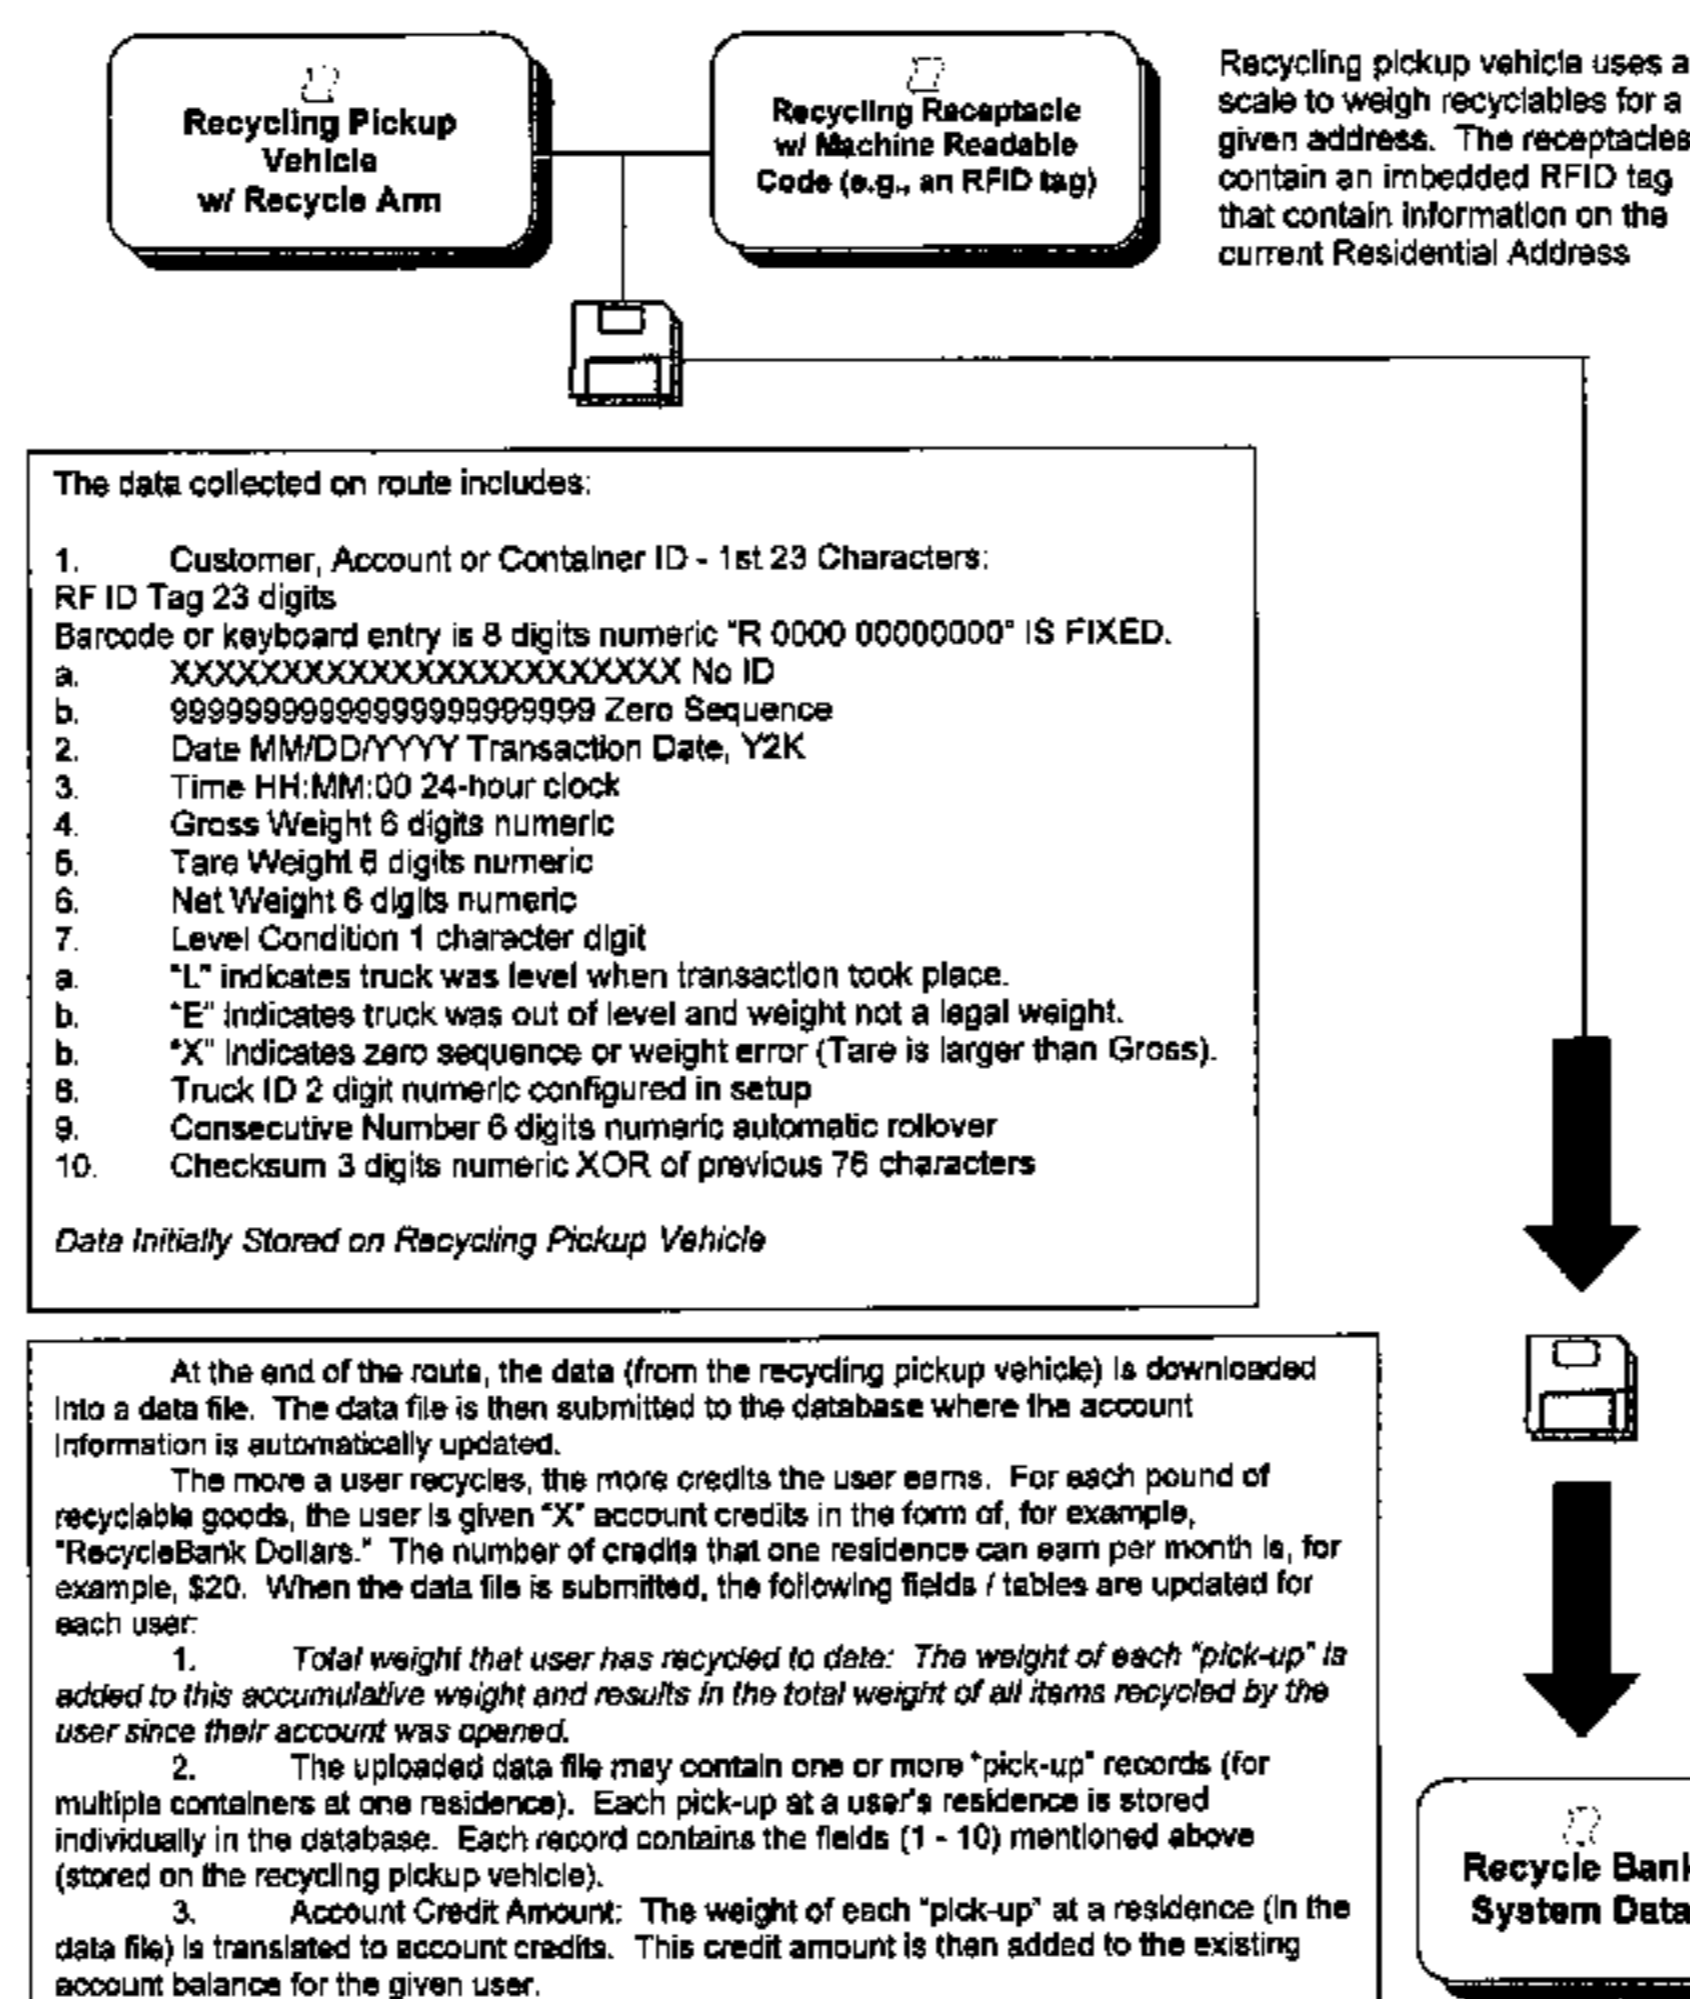 Recycling Pickup
Vehicle
w/ Recycle Arm
Recycling Receptacle
w/ Machine Readable
Code (e.g., an RFID tag)
Recycling pickup vehicle uses a
scale to weigh recyclables for a
given address. The receptacles
contain an imbedded RFID tag
that contain information on the
current Residential Address
The data collected on route includes:
1. Customer, Account or Container ID - 1st 23 Characters:
RF ID Tag 23 digits
Barcode or keyboard entry is 8 digits numeric "R 0000 00000000" IS FIXED.
a. XXXXXXXXXXXXXXXXXXXXXXX No ID
b. 99999999999999999999999 Zero Sequence
2. Date MM/DD/YYYY Transaction Date, Y2K
3. Time HH:MM:00 24-hour clock
4. Gross Weight 6 digits numeric
5. Tare Weight 6 digits numeric
6. Net Weight 6 digits numeric
7. Level Condition 1 character digit
a. "L" indicates truck was level when transaction took place.
b. "E" Indicates truck was out of level and weight not a legal weight.
b. "X" Indicates zero sequence or weight error (Tare is larger than Gross).
8. Truck ID 2 digit numeric configured in setup
9. Consecutive Number 6 digits numeric automatic rollover
10. Checksum 3 digits numeric XOR of previous 76 characters
Data Initially Stored on Recycling Pickup Vehicle
At the end of the route, the data (from the recycling pickup vehicle) is downloaded
into a data file. The data file is then submitted to the database where the account
information is automatically updated.
The more a user recycles, the more credits the user earns. For each pound of
recyclable goods, the user is given "X" account credits in the form of, for example,
"RecycleBank Dollars." The number of credits that one residence can earn per month is, for
example, $20. When the data file is submitted, the following fields / tables are updated for
each user:
1. Total weight that user has recycled to date: The weight of each "pick-up" is
added to this accumulative weight and results in the total weight of all items recycled by the
user since their account was opened.
2. The uploaded data file may contain one or more "pick-up" records (for
multiple containers at one residence). Each pick-up at a user's residence is stored
individually in the database. Each record contains the fields (1 - 10) mentioned above
(stored on the recycling pickup vehicle).
3. Account Credit Amount: The weight of each "pick-up" at a residence (in the
data file) is translated to account credits. This credit amount is then added to the existing
account balance for the given user.
Recycle Bank
System Data